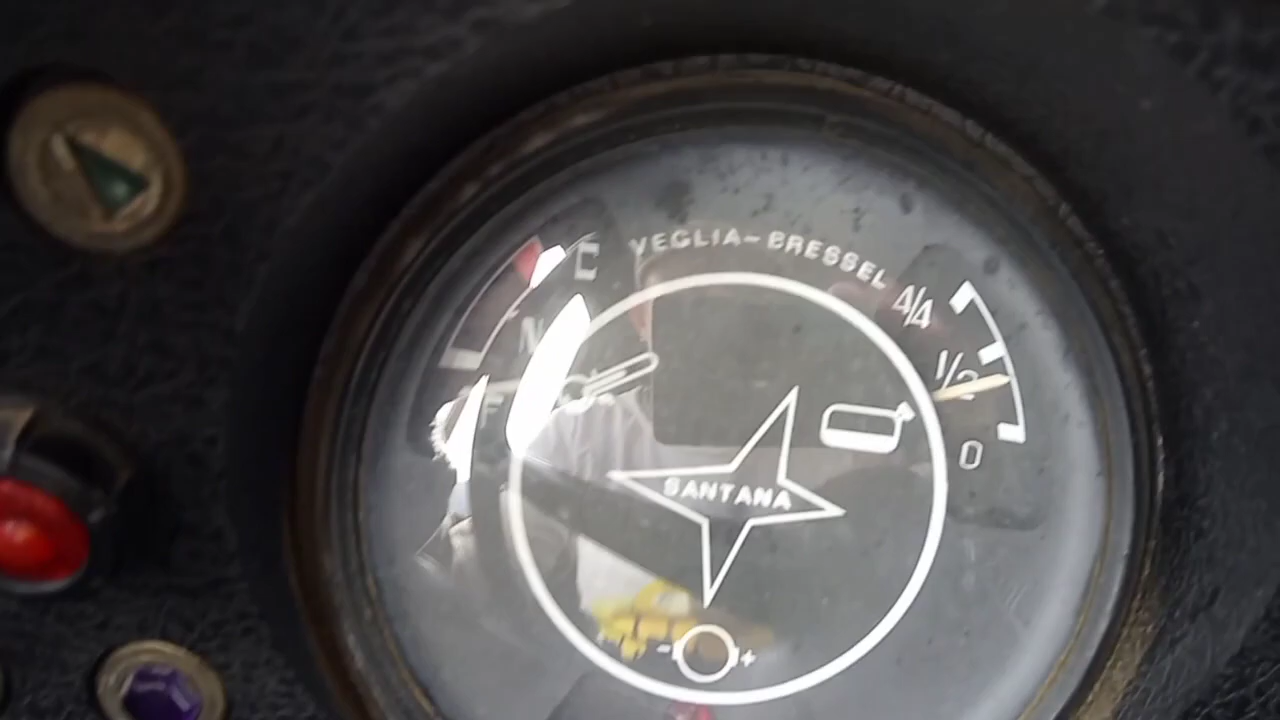 VEGLIA-BRESSEL
C
N
F
4/4
1/2
0
SANTANA
- +